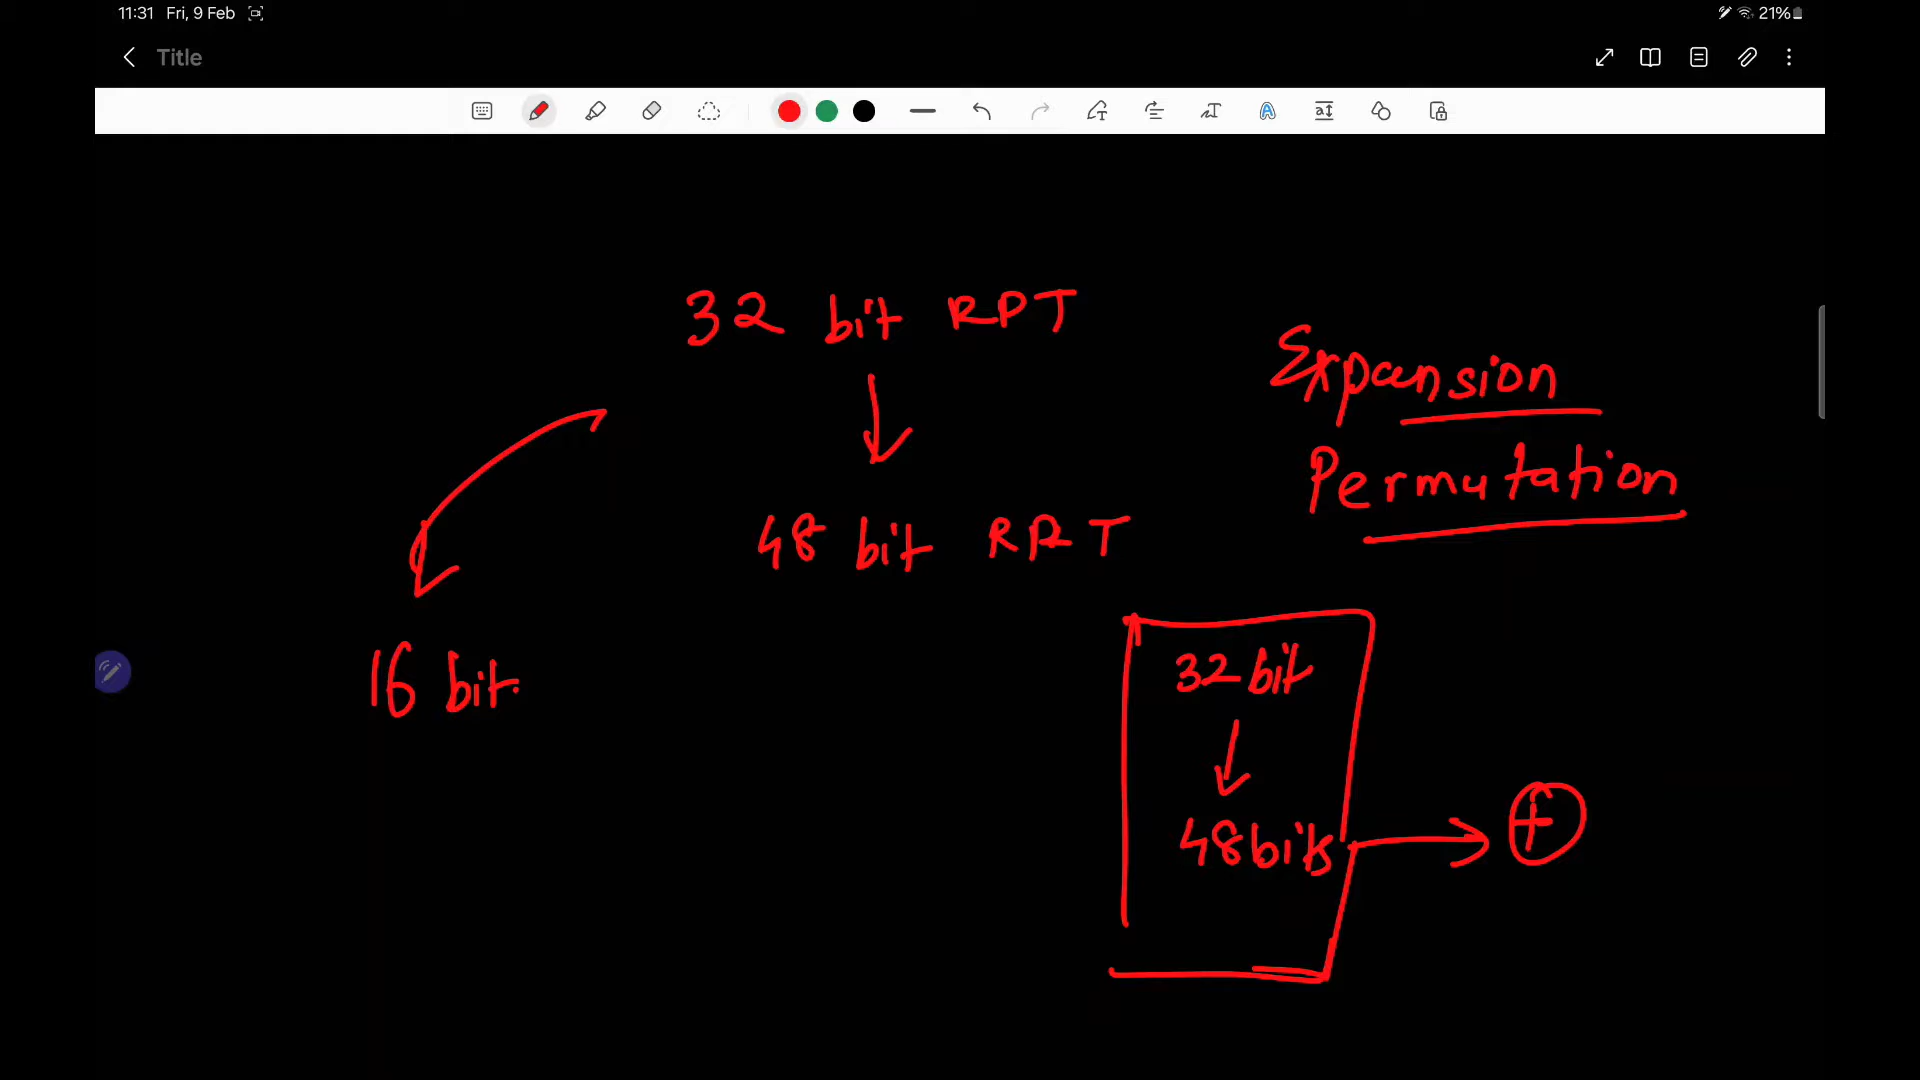 11:31 Fri, 9 Feb 21%
Title
32 bit RPT
Expansion
Permutation
48 bit RPT
16 bit
32 bit
48 bits